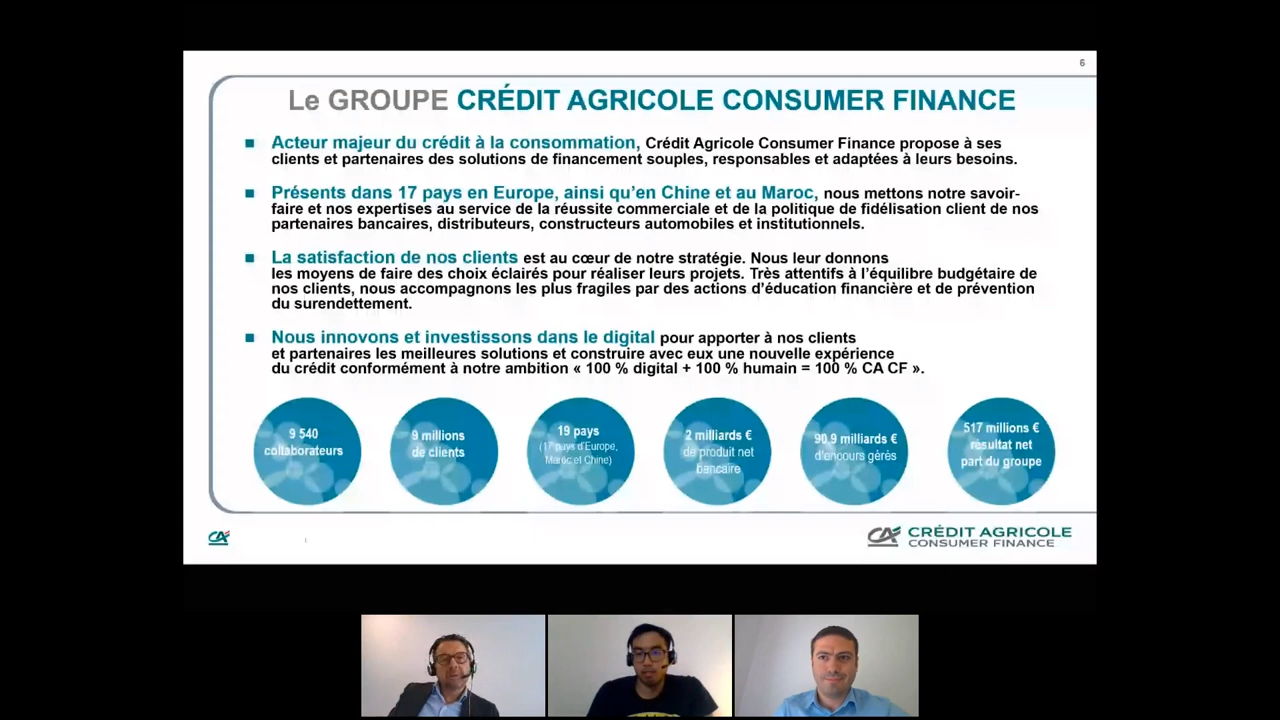 6
Le GROUPE CRÉDIT AGRICOLE CONSUMER FINANCE
Acteur majeur du crédit à la consommation, Crédit Agricole Consumer Finance propose à ses
clients et partenaires des solutions de financement souples, responsables et adaptées à leurs besoins.
Présents dans 17 pays en Europe, ainsi qu'en Chine et au Maroc, nous mettons notre savoir-
faire et nos expertises au service de la réussite commerciale et de la politique de fidélisation client de nos
partenaires bancaires, distributeurs, constructeurs automobiles et institutionnels.
La satisfaction de nos clients est au cœur de notre stratégie. Nous leur donnons
les moyens de faire des choix éclairés pour réaliser leurs projets. Très attentifs à l'équilibre budgétaire de
nos clients, nous accompagnons les plus fragiles par des actions d'éducation financière et de prévention
du surendettement.
Nous innovons et investissons dans le digital pour apporter à nos clients
et partenaires les meilleures solutions et construire avec eux une nouvelle expérience
du crédit conformément à notre ambition « 100 % digital + 100 % humain = 100 % CA CF ».
9 540
collaborateurs
9 millions
de clients
19 pays
(17 pays d'Europe,
Maroc et Chine)
2 milliards €
de produit net
bancaire
90,9 milliards €
d'encours gérés
517 millions €
résultat net
part du groupe
CA
CA CRÉDIT AGRICOLE
CONSUMER FINANCE